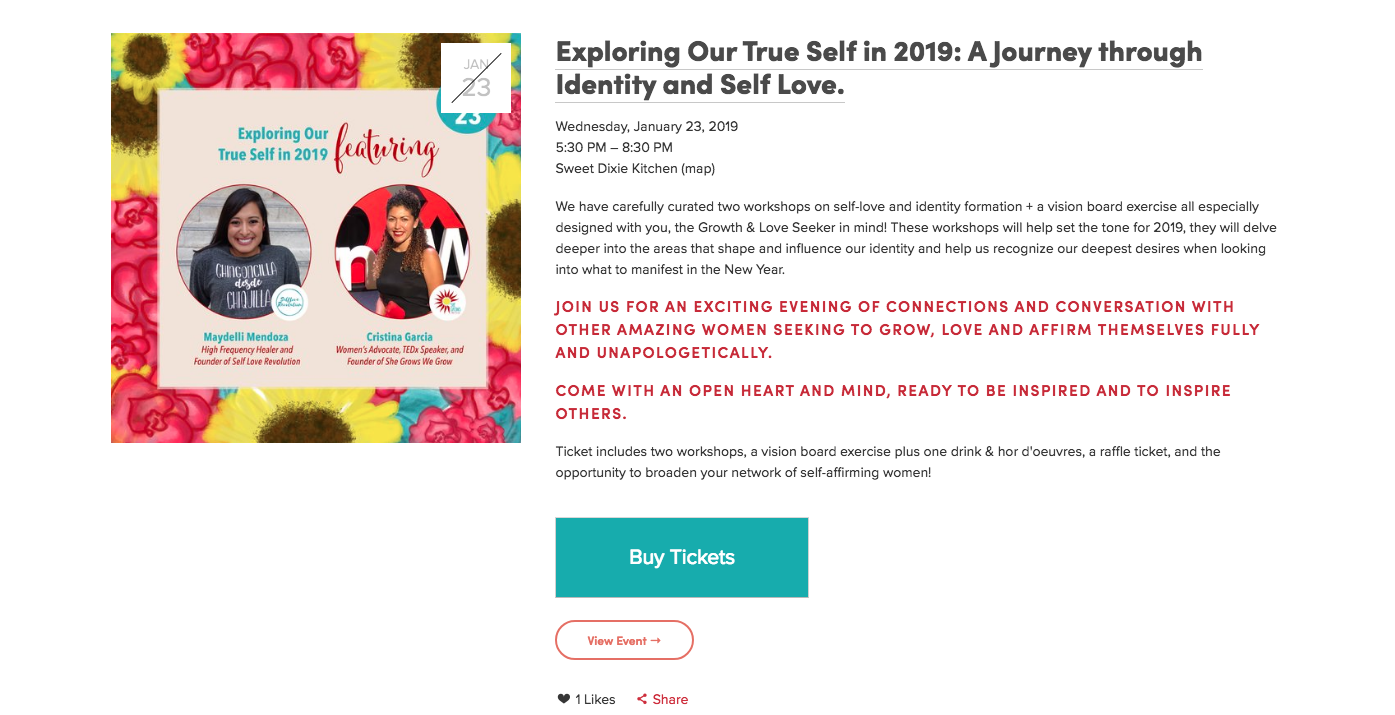 JAN
23
23
Exploring Our
True Self in 2019
featuring
CHINGONCILLA
desde
CHIQUILLA
Self Love
Revolution
Maydelli Mendoza
High Frequency Healer and
Founder of Self Love Revolution
Cristina Garcia
Women's Advocate, TEDx Speaker, and
Founder of She Grows We Grow
Exploring Our True Self in 2019: A Journey through
Identity and Self Love.
Wednesday, January 23, 2019
5:30 PM – 8:30 PM
Sweet Dixie Kitchen (map)
We have carefully curated two workshops on self-love and identity formation + a vision board exercise all especially
designed with you, the Growth & Love Seeker in mind! These workshops will help set the tone for 2019, they will delve
deeper into the areas that shape and influence our identity and help us recognize our deepest desires when looking
into what to manifest in the New Year.
JOIN US FOR AN EXCITING EVENING OF CONNECTIONS AND CONVERSATION WITH
OTHER AMAZING WOMEN SEEKING TO GROW, LOVE AND AFFIRM THEMSELVES FULLY
AND UNAPOLOGETICALLY.
COME WITH AN OPEN HEART AND MIND, READY TO BE INSPIRED AND TO INSPIRE
OTHERS.
Ticket includes two workshops, a vision board exercise plus one drink & hor d'oeuvres, a raffle ticket, and the
opportunity to broaden your network of self-affirming women!
Buy Tickets
View Event →
1 Likes
Share